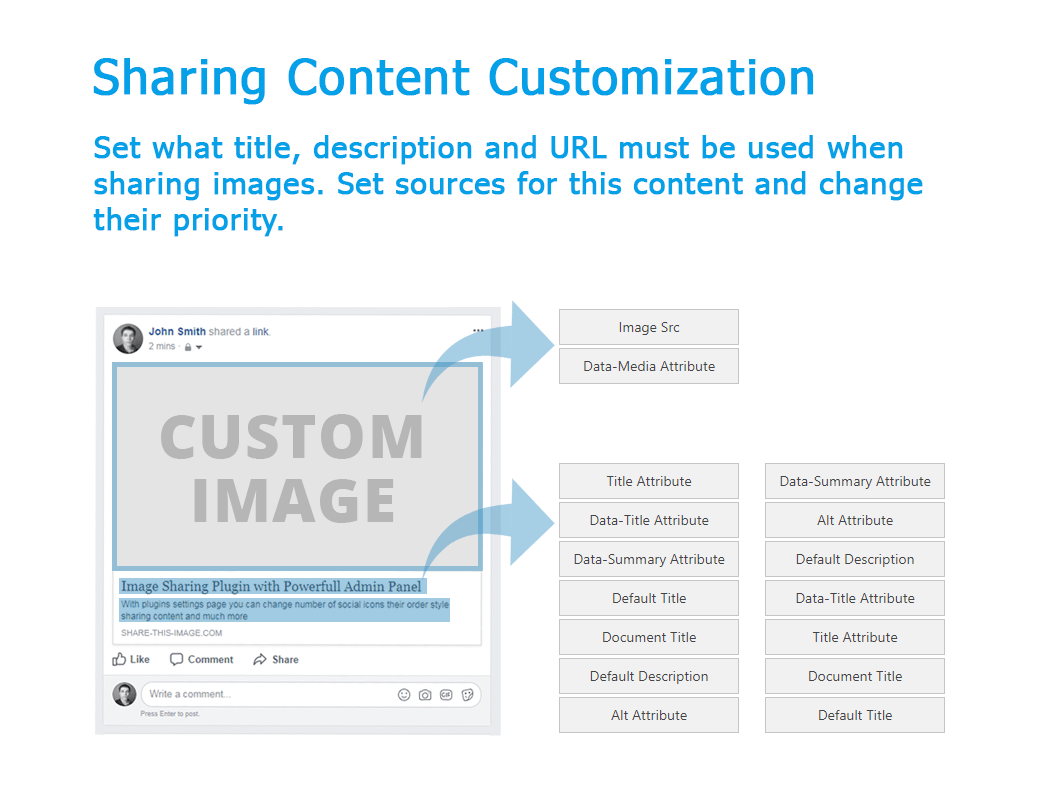 Sharing Content Customization
Set what title, description and URL must be used when
sharing images. Set sources for this content and change
their priority.
John Smith shared a link.
2 mins ·
CUSTOM
IMAGE
Image Sharing Plugin with Powerfull Admin Panel
With plugins settings page you can change number of social icons their order style
sharing content and much more
SHARE-THIS-IMAGE.COM
Like Comment Share
Write a comment...
GIF
Press Enter to post.
Image Src
Data-Media Attribute
Title Attribute
Data-Title Attribute
Data-Summary Attribute
Default Title
Document Title
Default Description
Alt Attribute
Data-Summary Attribute
Alt Attribute
Default Description
Data-Title Attribute
Title Attribute
Document Title
Default Title